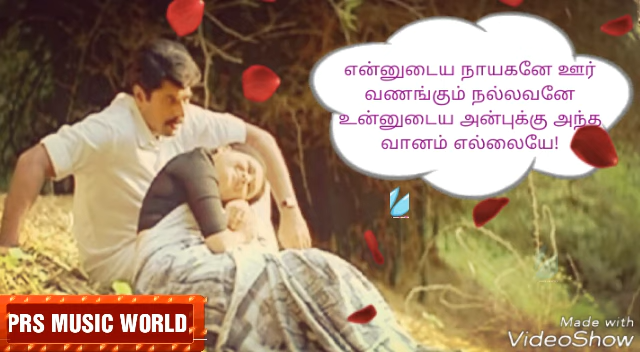 என்னுடைய நாயகனே ஊர்
வணங்கும் நல்லவனே
உன்னுடைய அன்புக்கு அந்த
வானம் எல்லையே!
PRS MUSIC WORLD
Made with
VideoShow